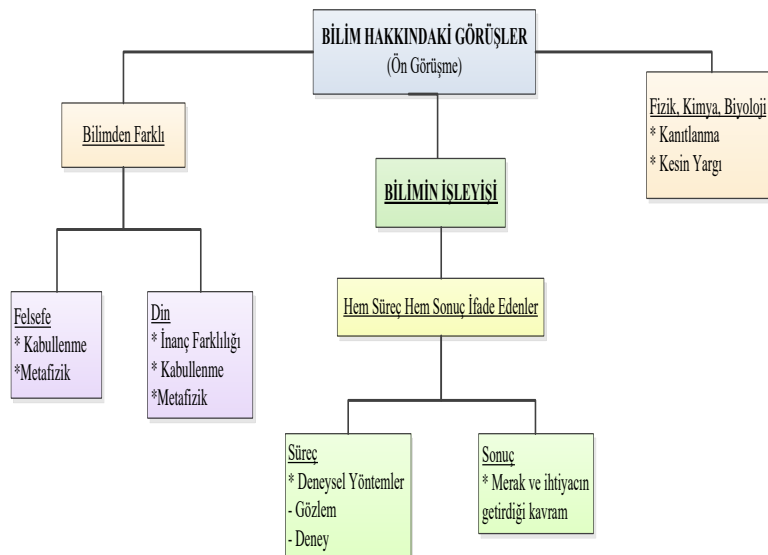 BİLİM HAKKINDAKİ GÖRÜŞLER
(Ön Görüşme)
Bilimden Farklı
Fizik, Kimya, Biyoloji
* Kanıtlanma
* Kesin Yargı
BİLİMİN İŞLEYİŞİ
Felsefe
* Kabullenme
*Metafizik
Din
* İnanç Farklılığı
* Kabullenme
*Metafizik
Hem Süreç Hem Sonuç İfade Edenler
Süreç
* Deneysel Yöntemler
- Gözlem
- Deney
Sonuç
* Merak ve ihtiyacın
getirdiği kavram